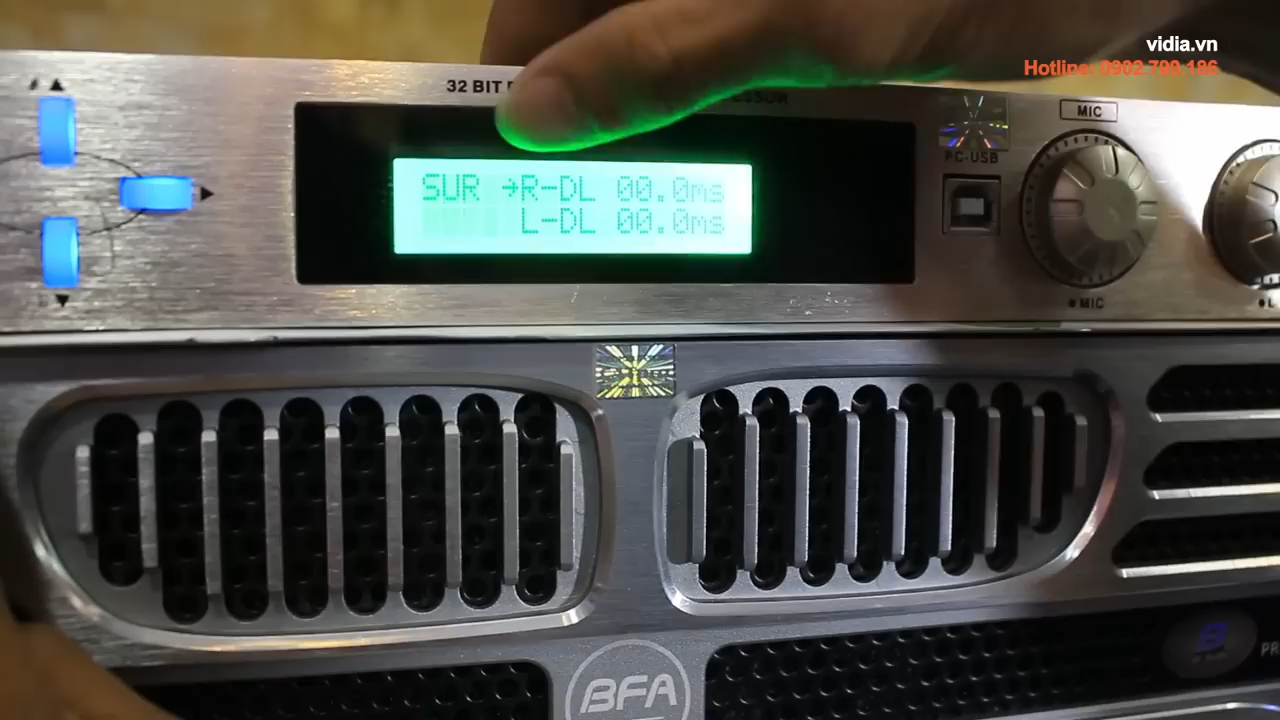 vidia.vn
Hotline: 0902.799.186
32 BIT
MIC
PC-USB
SUR →R-DL 00.0ms
L-DL 00.0ms
MIC
BFA